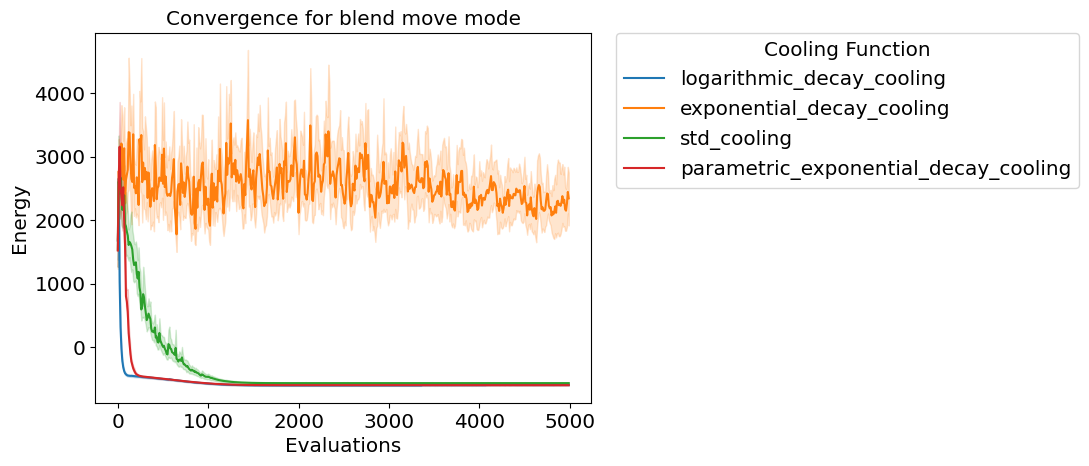 Convergence for blend move mode
Energy
4000
3000
2000
1000
0
0 1000 2000 3000 4000 5000
Evaluations
Cooling Function
logarithmic_decay_cooling
exponential_decay_cooling
std_cooling
parametric_exponential_decay_cooling